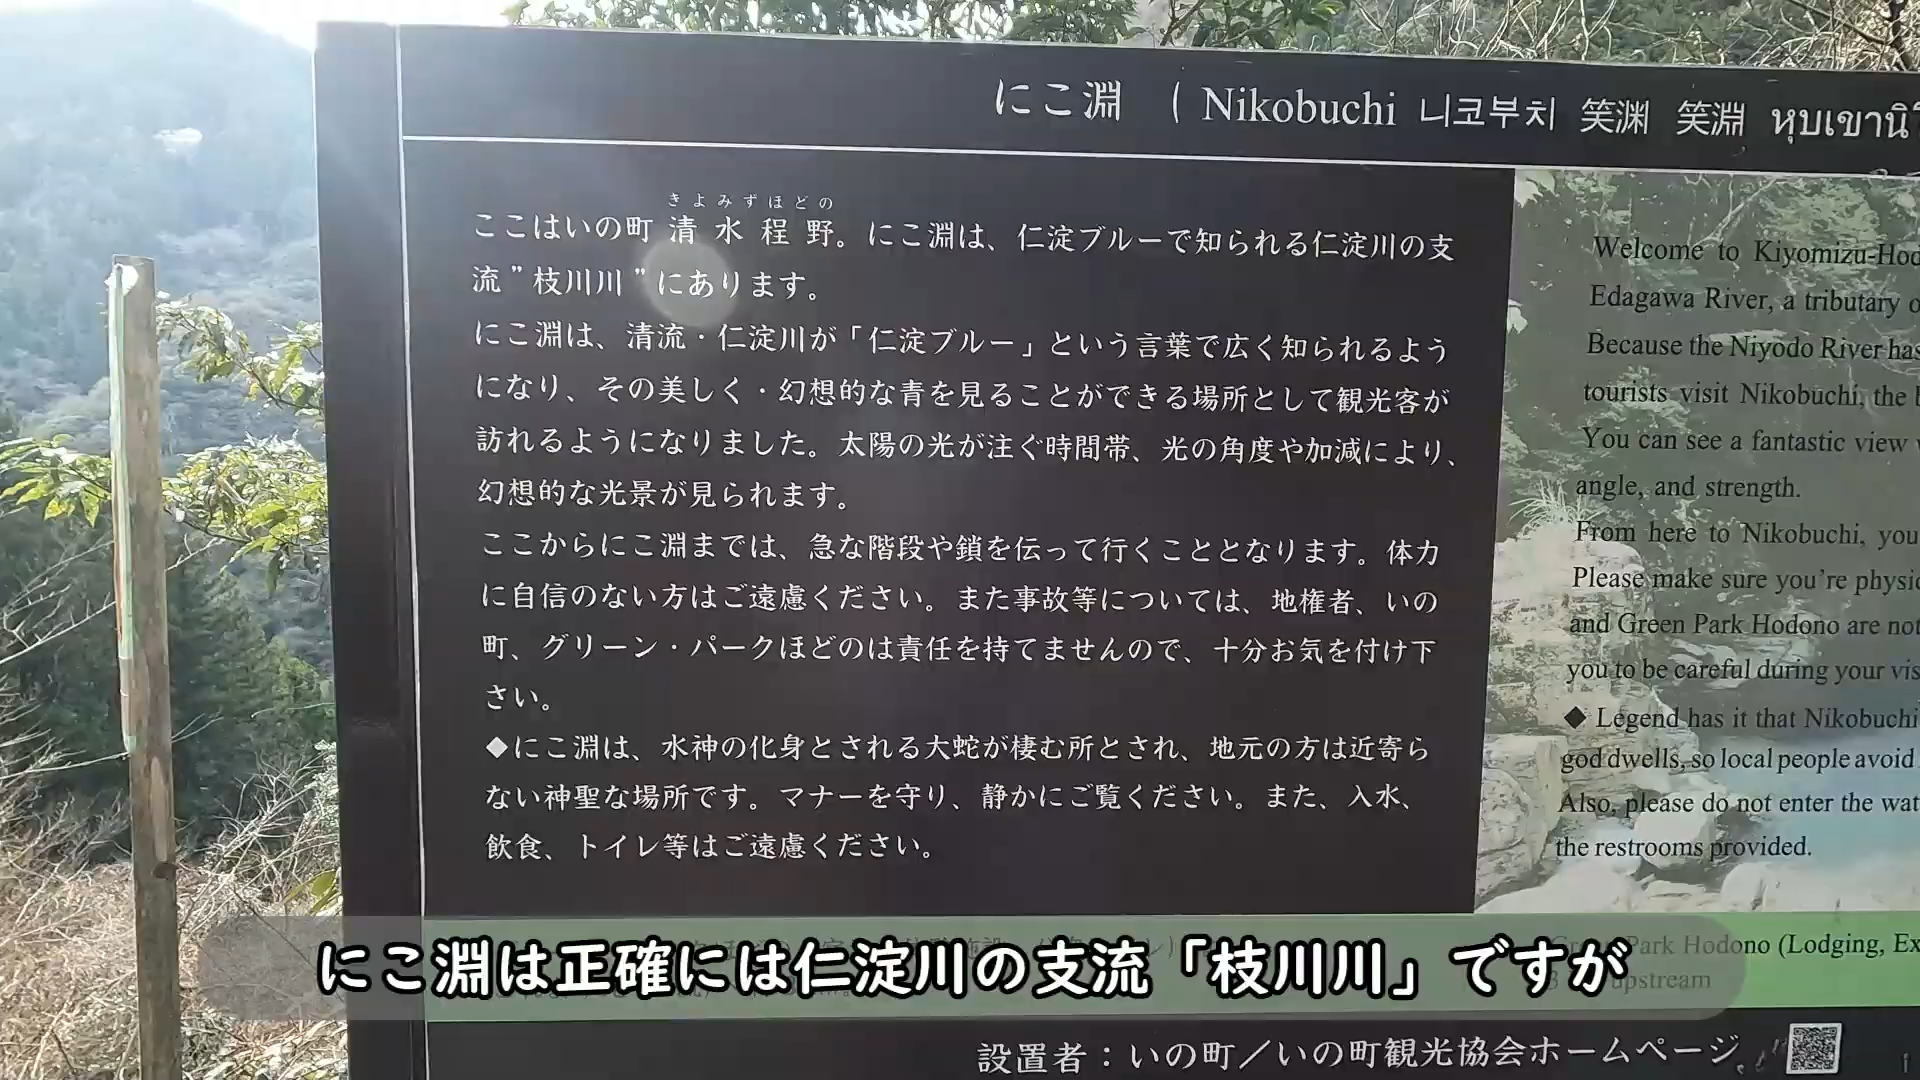 にこ淵 ( Nikobuchi 니코부치 笑渊 笑淵 หุบเขานิ
きよみずほどの
ここはいの町 清水程野。にこ淵は、仁淀ブルーで知られる仁淀川の支
流"枝川川"にあります。
にこ淵は、清流・仁淀川が「仁淀ブルー」という言葉で広く知られるよう
になり、その美しく・幻想的な青を見ることができる場所として観光客が
訪れるようになりました。太陽の光が注ぐ時間帯、光の角度や加減により、
幻想的な光景が見られます。
ここからにこ淵までは、急な階段や鎖を伝って行くこととなります。体力
に自信のない方はご遠慮ください。また事故等については、地権者、いの
町、グリーン・パークほどのは責任を持てませんので、十分お気を付け下
さい。
◆にこ淵は、水神の化身とされる大蛇が棲む所とされ、地元の方は近寄ら
ない神聖な場所です。マナーを守り、静かにご覧ください。また、入水、
飲食、トイレ等はご遠慮ください。
Welcome to Kiyomizu-Hod
Edagawa River, a tributary o
Because the Niyodo River has
tourists visit Nikobuchi, the b
You can see a fantastic view
angle, and strength.
From here to Nikobuchi, you
Please make sure you're physic
and Green Park Hodono are not
you to be careful during your vis
◆ Legend has it that Nikobuchi
god dwells, so local people avoid
Also, please do not enter the wat
the restrooms provided.
Green Park Hodono (Lodging, Ex
upstream
にこ淵は正確には仁淀川の支流「枝川川」ですが
設置者：いの町／いの町観光協会ホームページ